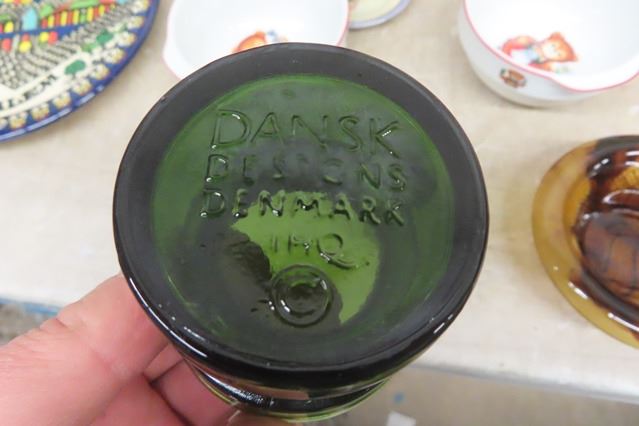 DANSK
DESIGNS
DENMARK
IHQ
©